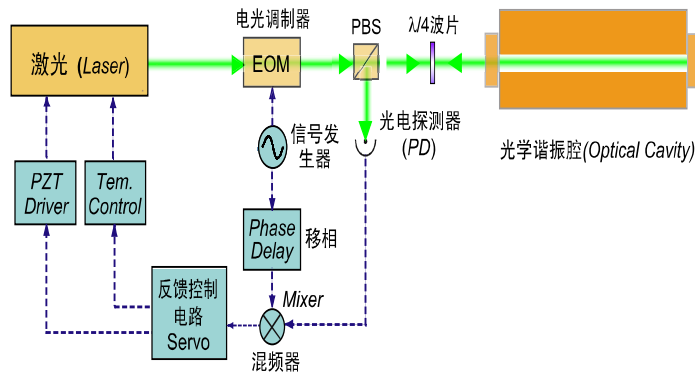 激光 (Laser)
电光调制器
EOM
PBS
λ/4波片
光电探测器
(PD)
光学谐振腔(Optical Cavity)
信号发
生器
PZT
Driver
Tem.
Control
Phase
Delay
移相
反馈控制
电路
Servo
Mixer
混频器